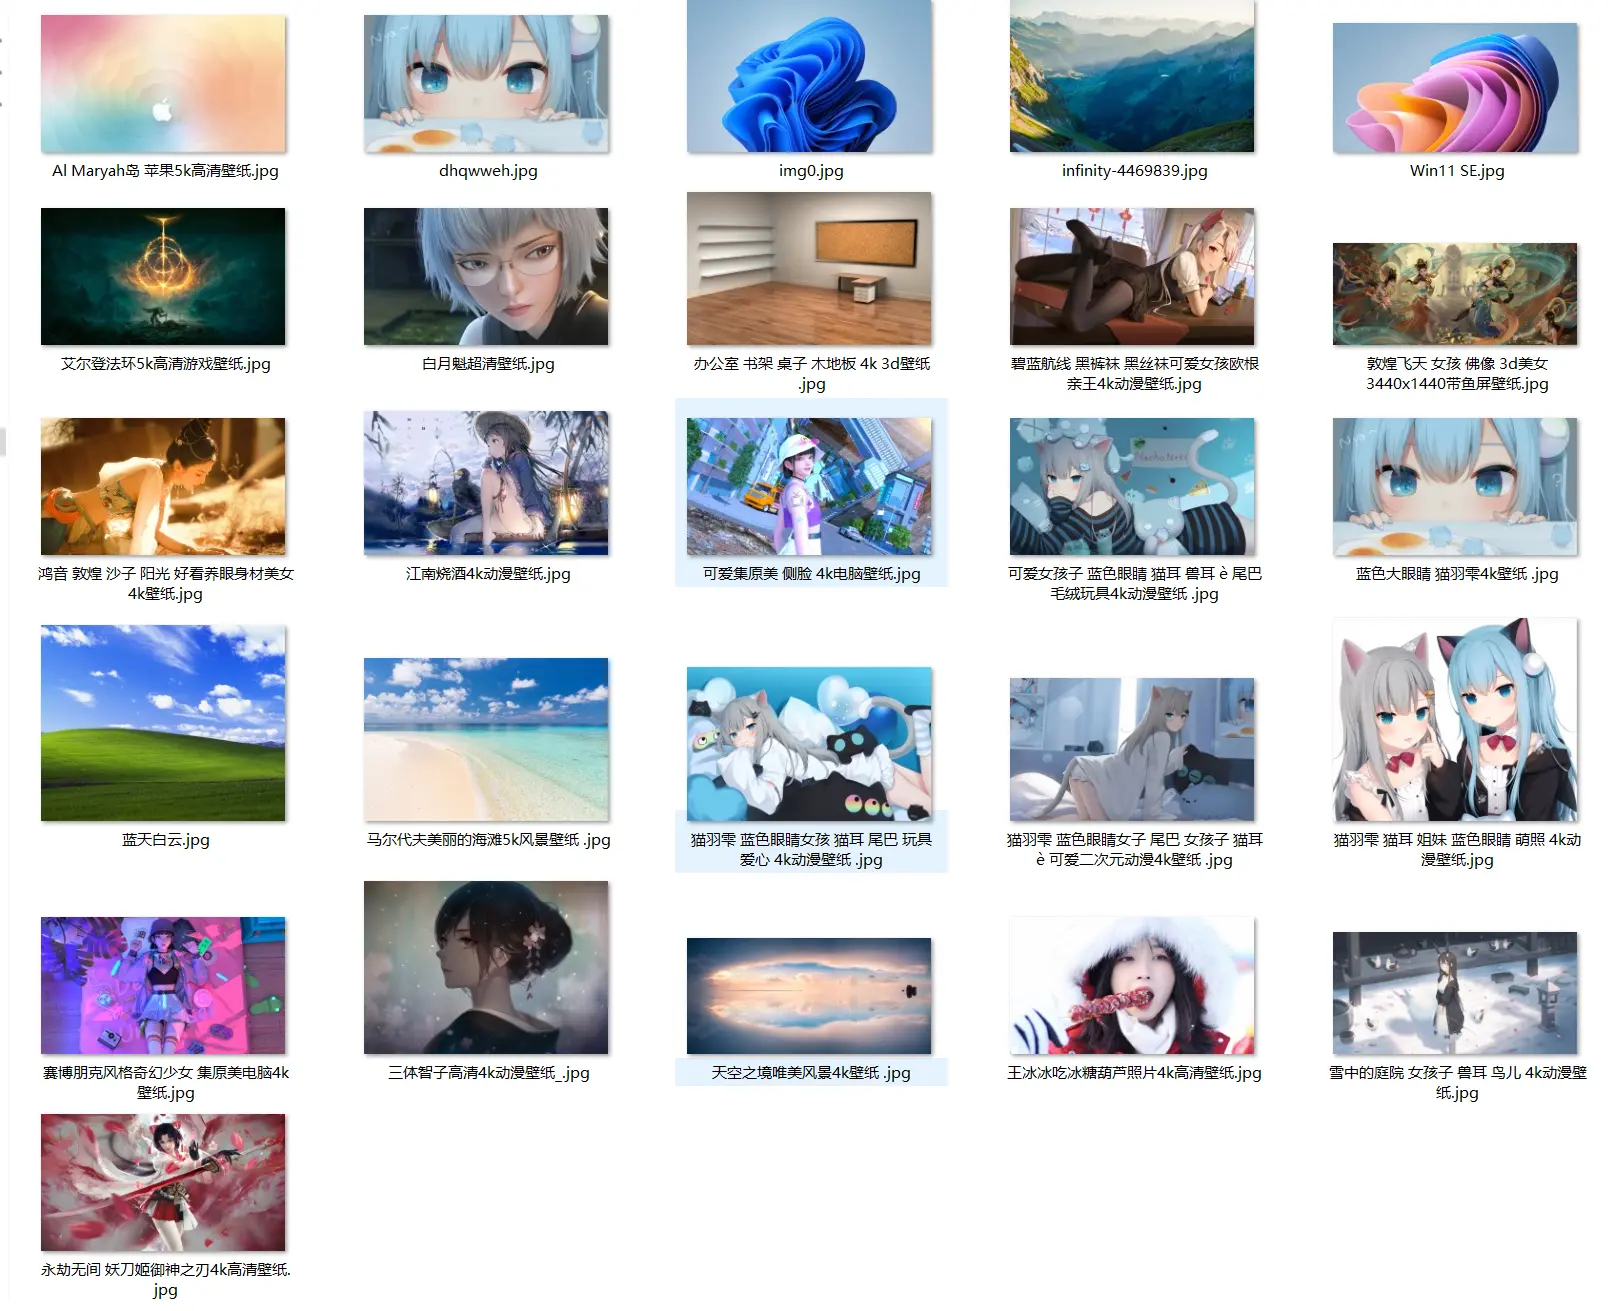 Al Maryah岛 苹果5k高清壁纸.jpg
dhqwweh.jpg
img0.jpg
infinity-4469839.jpg
Win11 SE.jpg
艾尔登法环5k高清游戏壁纸.jpg
白月魁超清壁纸.jpg
办公室 书架 桌子 木地板 4k 3d壁纸
.jpg
碧蓝航线 黑裤袜 黑丝袜可爱女孩欧根
亲王4k动漫壁纸.jpg
敦煌飞天 女孩 佛像 3d美女
3440x1440带鱼屏壁纸.jpg
鸿音 敦煌 沙子 阳光 好看养眼身材美女
4k壁纸.jpg
江南烧酒4k动漫壁纸.jpg
可爱集原美 侧脸 4k电脑壁纸.jpg
可爱女孩子 蓝色眼睛 猫耳 兽耳 è 尾巴
毛绒玩具4k动漫壁纸 .jpg
蓝色大眼睛 猫羽雫4k壁纸 .jpg
蓝天白云.jpg
马尔代夫美丽的海滩5k风景壁纸 .jpg
猫羽雫 蓝色眼睛女孩 猫耳 尾巴 玩具
爱心 4k动漫壁纸 .jpg
猫羽雫 蓝色眼睛女子 尾巴 女孩子 猫耳
è 可爱二次元动漫4k壁纸 .jpg
猫羽雫 猫耳 姐妹 蓝色眼睛 萌照 4k动
漫壁纸.jpg
赛博朋克风格奇幻少女 集原美电脑4k
壁纸.jpg
三体智子高清4k动漫壁纸_.jpg
天空之境唯美风景4k壁纸 .jpg
王冰冰吃冰糖葫芦照片4k高清壁纸.jpg
雪中的庭院 女孩子 兽耳 鸟儿 4k动漫壁
纸.jpg
永劫无间 妖刀姬御神之刃4k高清壁纸.
jpg